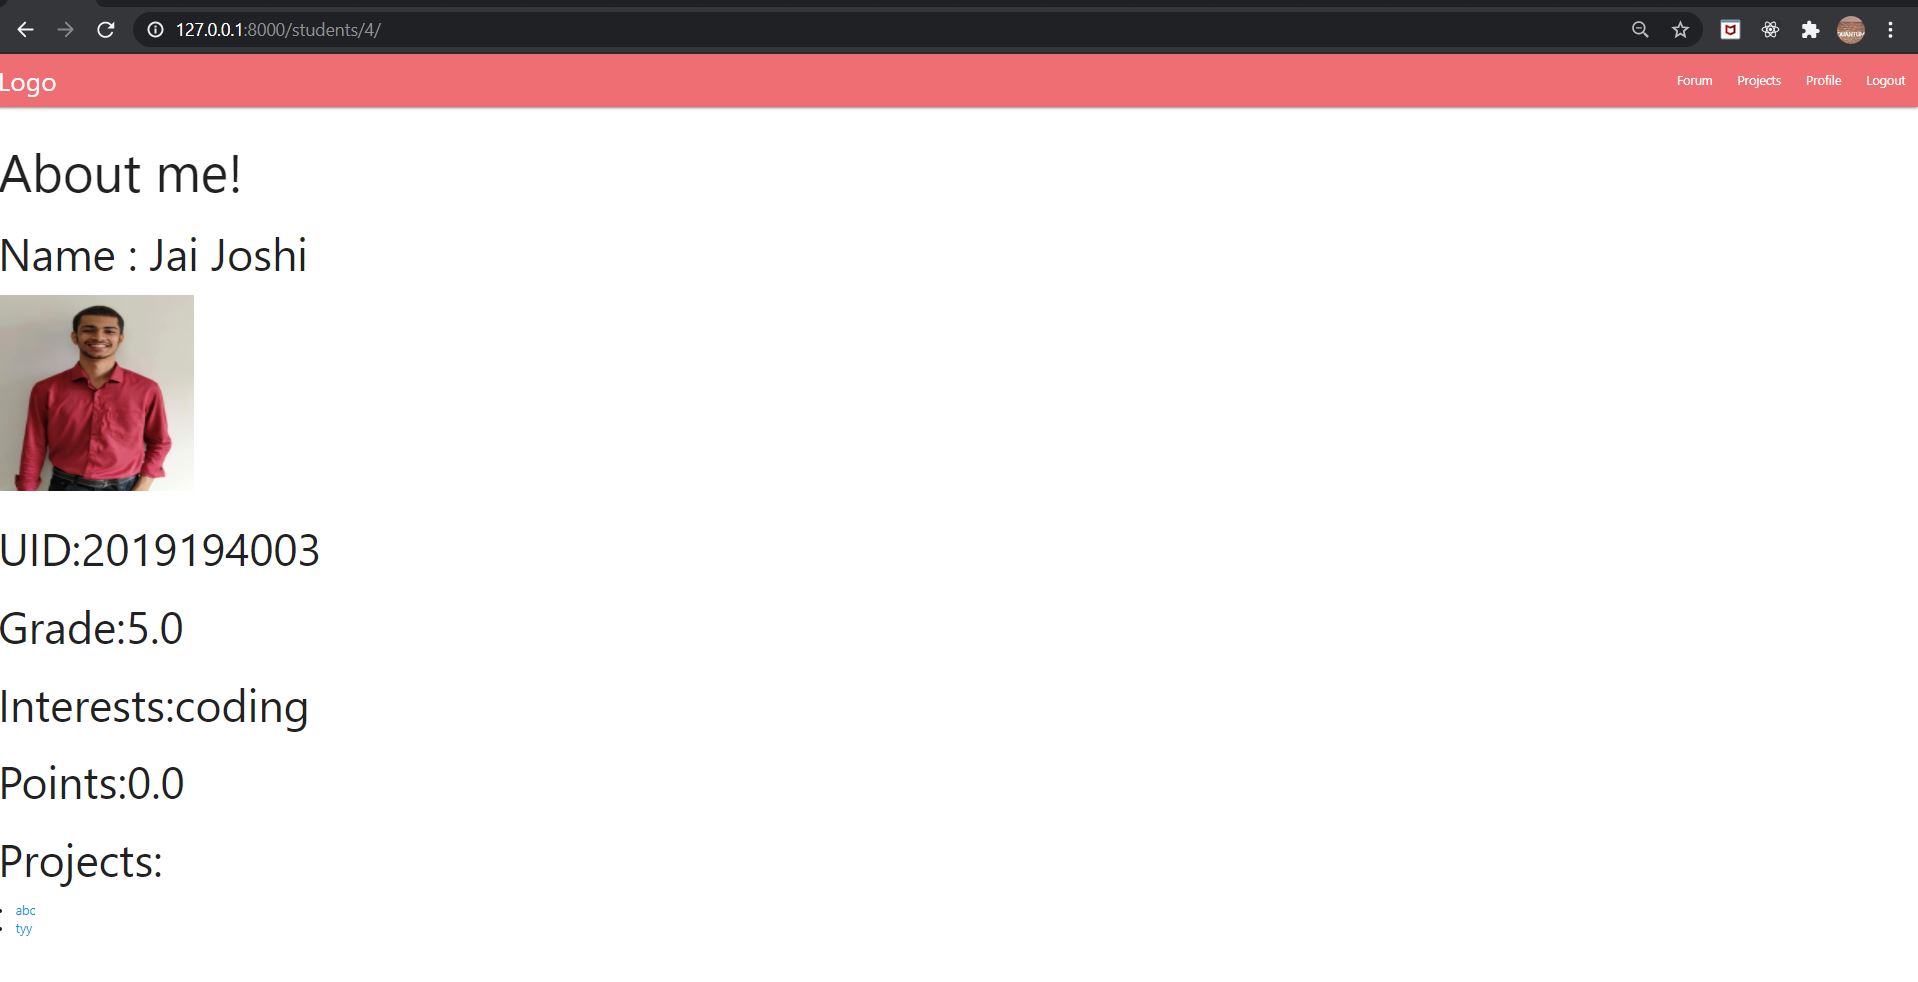 127.0.0.1:8000/students/4/
Logo
Forum Projects Profile Logout
About me!
Name : Jai Joshi
UID:2019194003
Grade:5.0
Interests:coding
Points:0.0
Projects:
abc
tyy